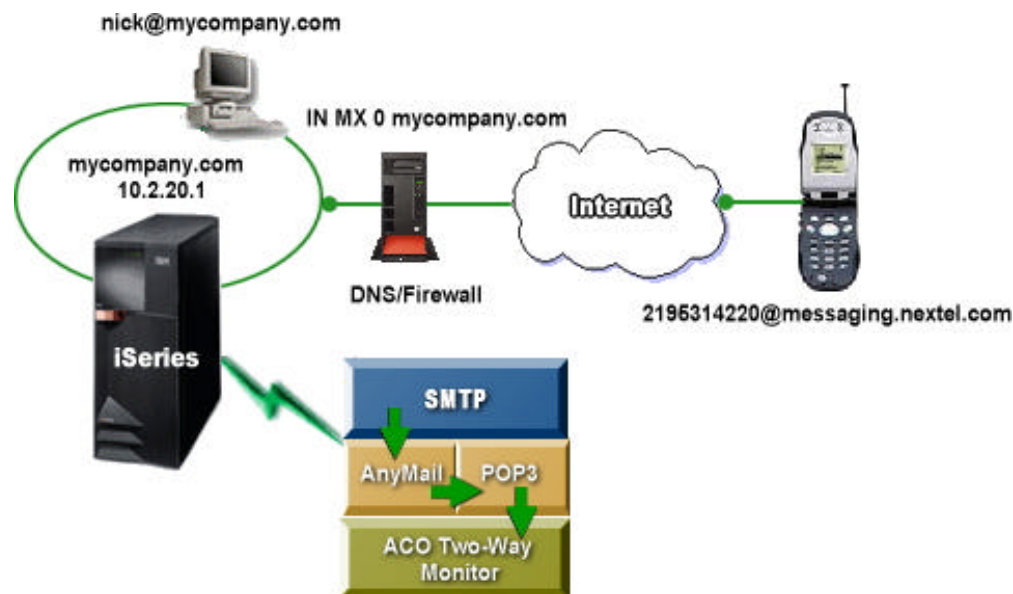 nick@mycompany.com
IN MX 0 mycompany.com
mycompany.com
10.2.20.1
Internet
DNS/Firewall
2195314220@messaging.nextel.com
IBM
iSeries
SMTP
AnyMail
POP3
ACO Two-Way
Monitor